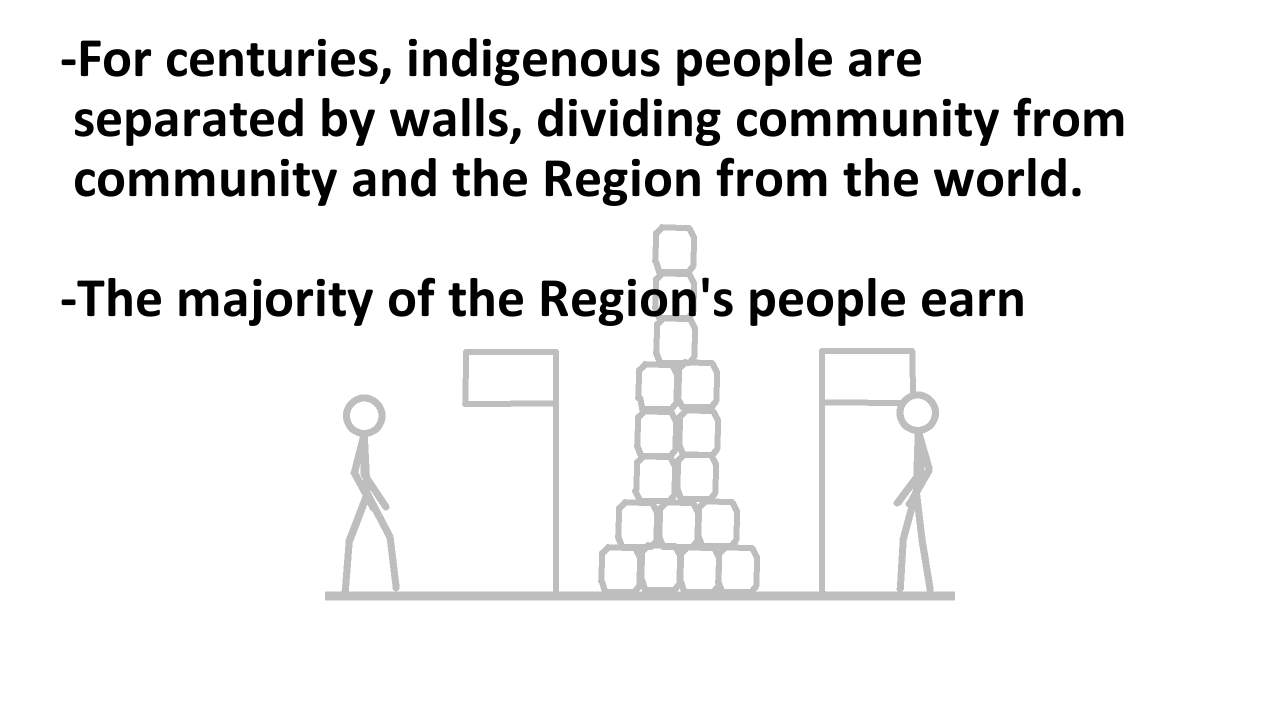 -For centuries, indigenous people are
separated by walls, dividing community from
community and the Region from the world.
-The majority of the Region's people earn